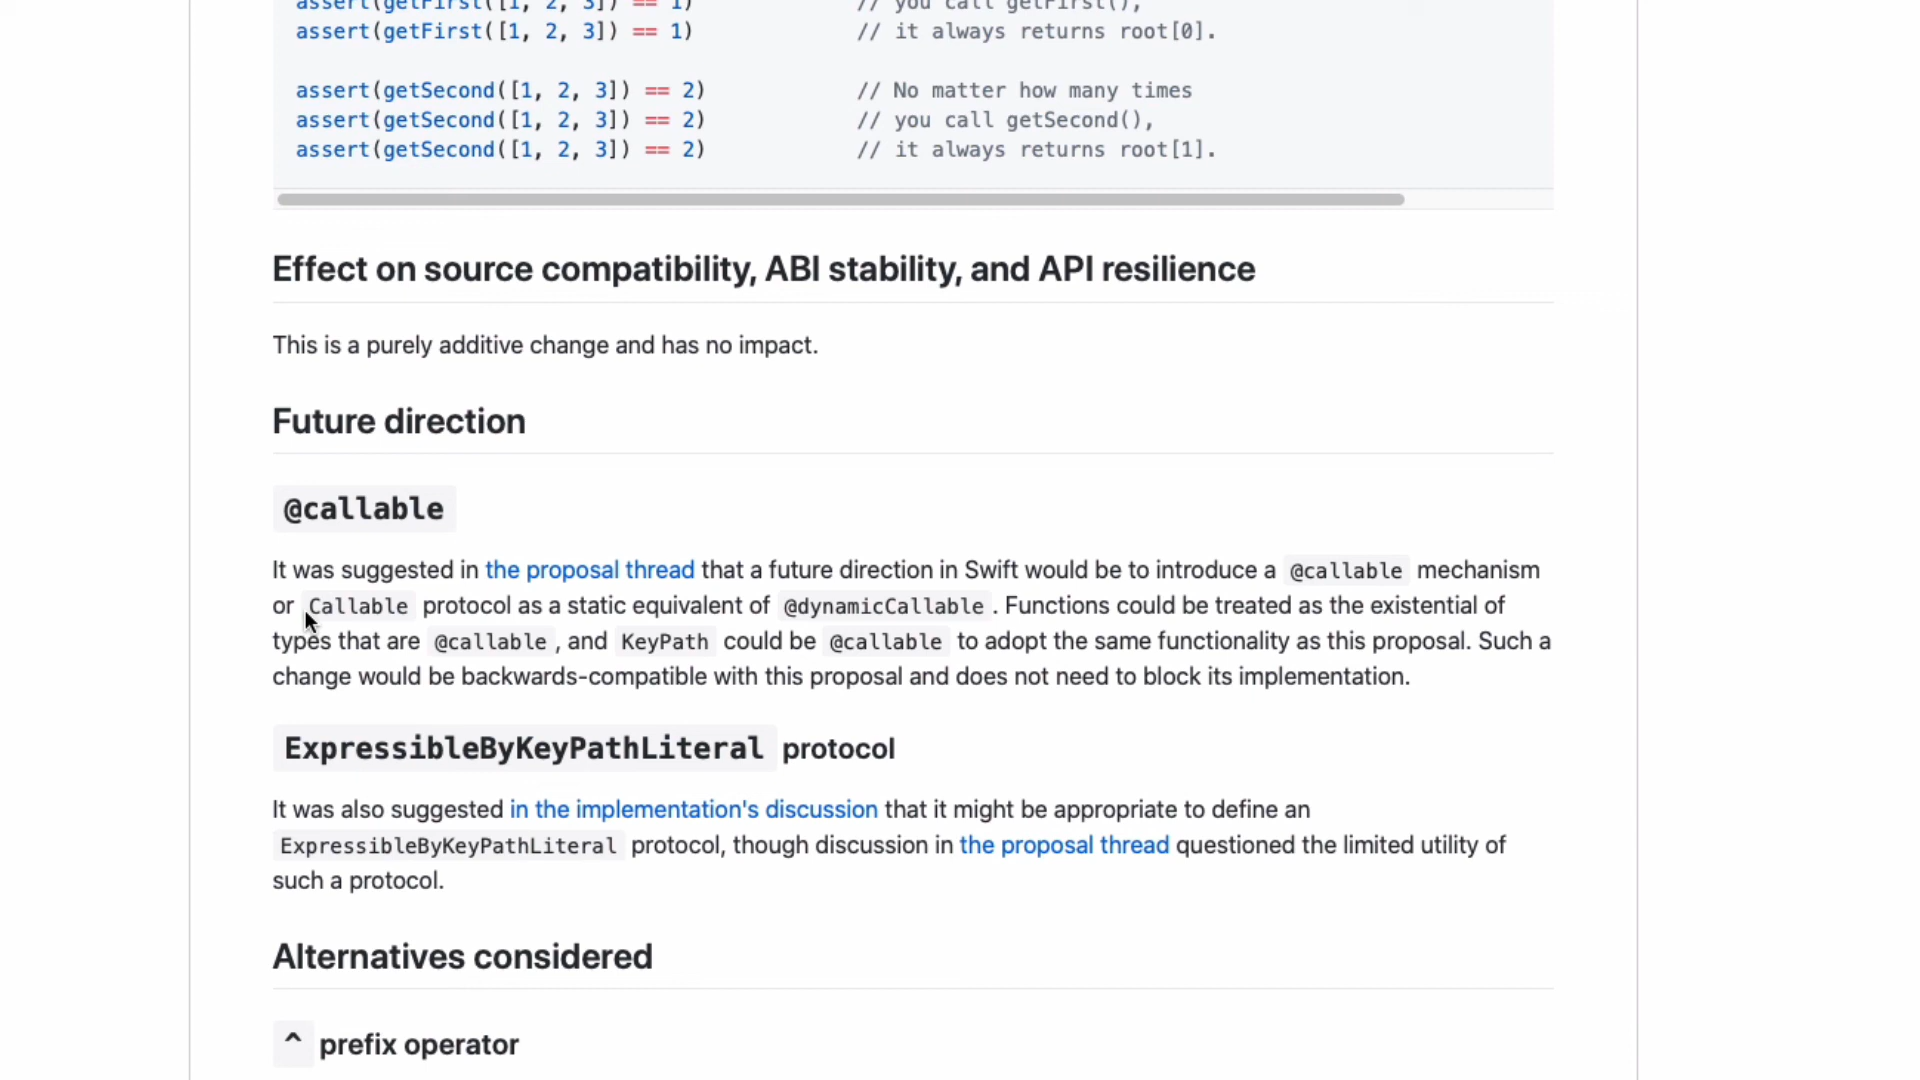 assert(getFirst([1, 2, 3]) == 1) // you call getFirst(),
assert(getFirst([1, 2, 3]) == 1) // it always returns root[0].
assert(getSecond([1, 2, 3]) == 2) // No matter how many times
assert(getSecond([1, 2, 3]) == 2) // you call getSecond(),
assert(getSecond([1, 2, 3]) == 2) // it always returns root[1].
Effect on source compatibility, ABI stability, and API resilience
This is a purely additive change and has no impact.
Future direction
@callable
It was suggested in the proposal thread that a future direction in Swift would be to introduce a @callable mechanism
or Callable protocol as a static equivalent of @dynamicCallable . Functions could be treated as the existential of
types that are @callable , and KeyPath could be @callable to adopt the same functionality as this proposal. Such a
change would be backwards-compatible with this proposal and does not need to block its implementation.
ExpressibleByKeyPathLiteral protocol
It was also suggested in the implementation's discussion that it might be appropriate to define an
ExpressibleByKeyPathLiteral protocol, though discussion in the proposal thread questioned the limited utility of
such a protocol.
Alternatives considered
^ prefix operator